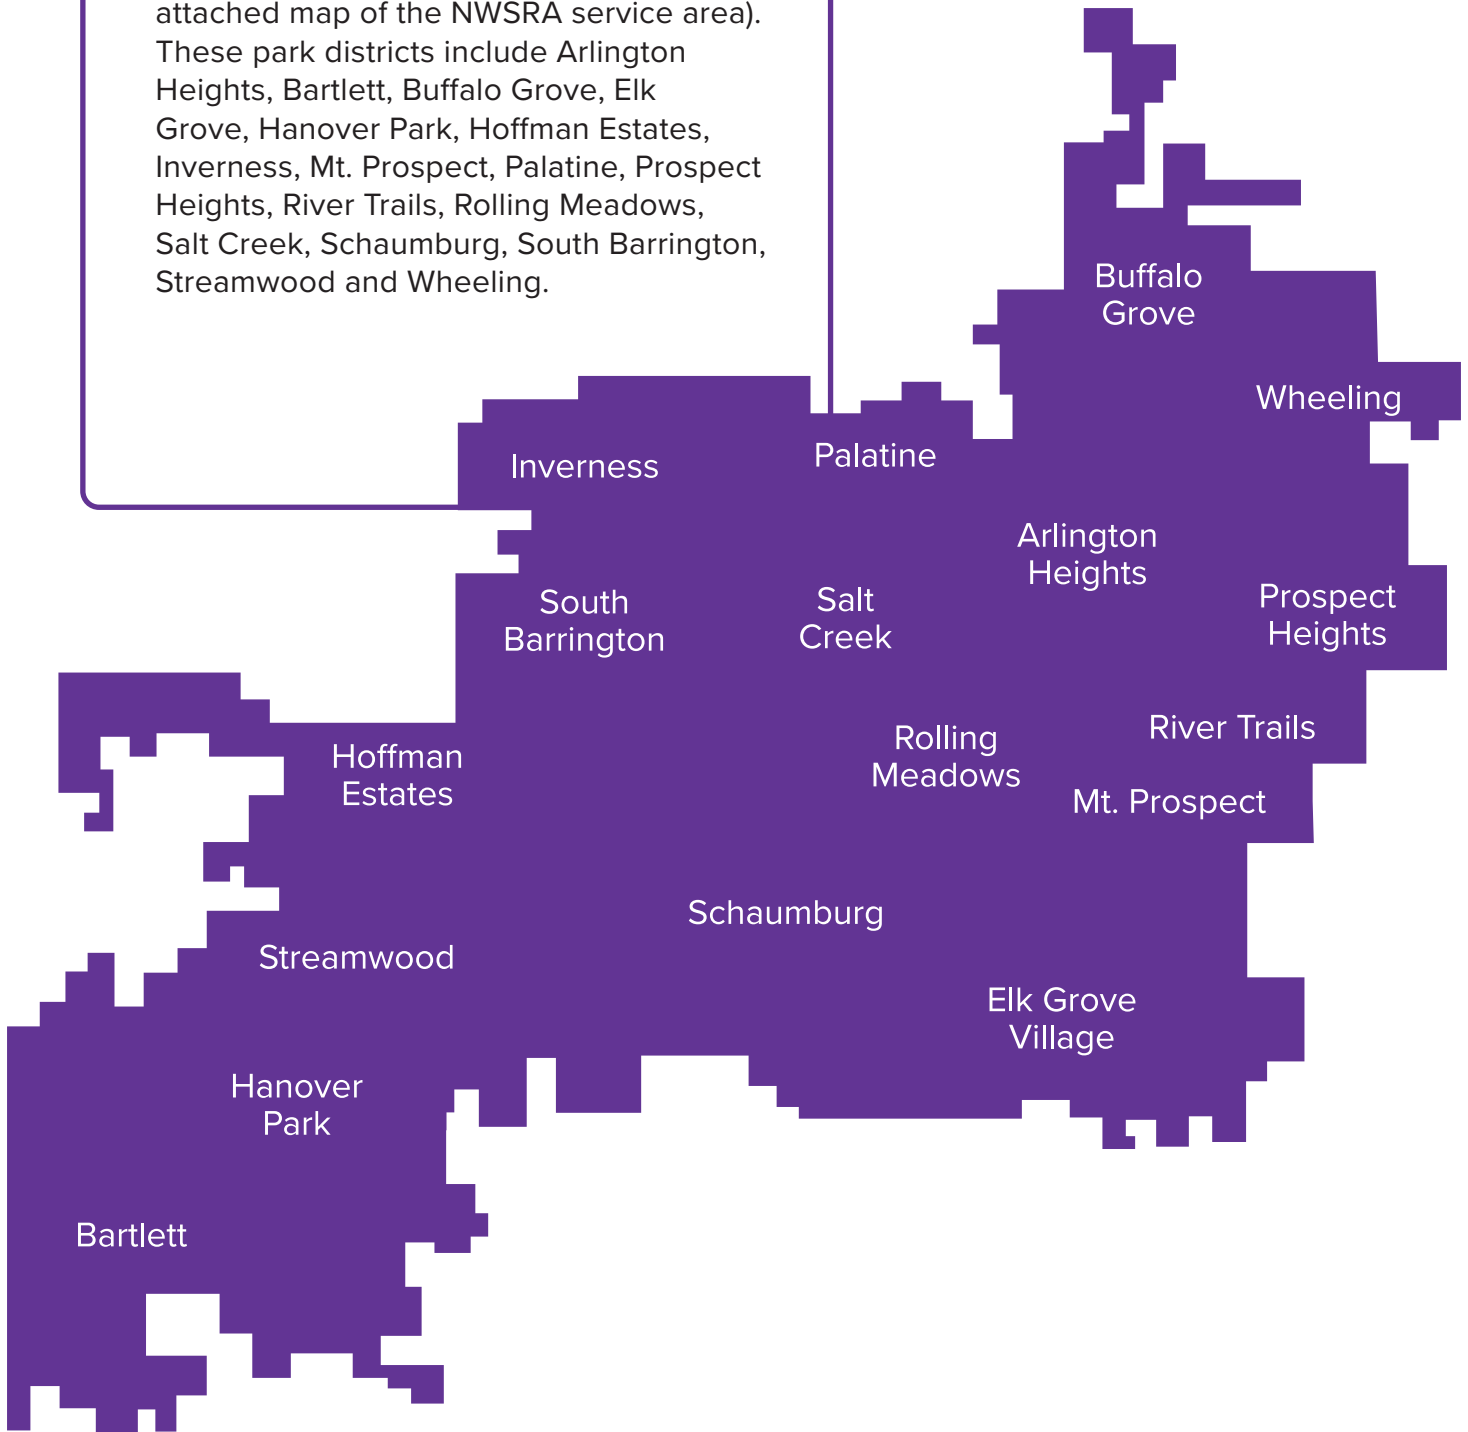 attached map of the NWSRA service area).
These park districts include Arlington
Heights, Bartlett, Buffalo Grove, Elk
Grove, Hanover Park, Hoffman Estates,
Inverness, Mt. Prospect, Palatine, Prospect
Heights, River Trails, Rolling Meadows,
Salt Creek, Schaumburg, South Barrington,
Streamwood and Wheeling.
Buffalo
Grove
Wheeling
Inverness
Palatine
Arlington
Heights
South
Barrington
Salt
Creek
Prospect
Heights
Hoffman
Estates
Rolling
Meadows
River Trails
Mt. Prospect
Schaumburg
Streamwood
Elk Grove
Village
Hanover
Park
Bartlett